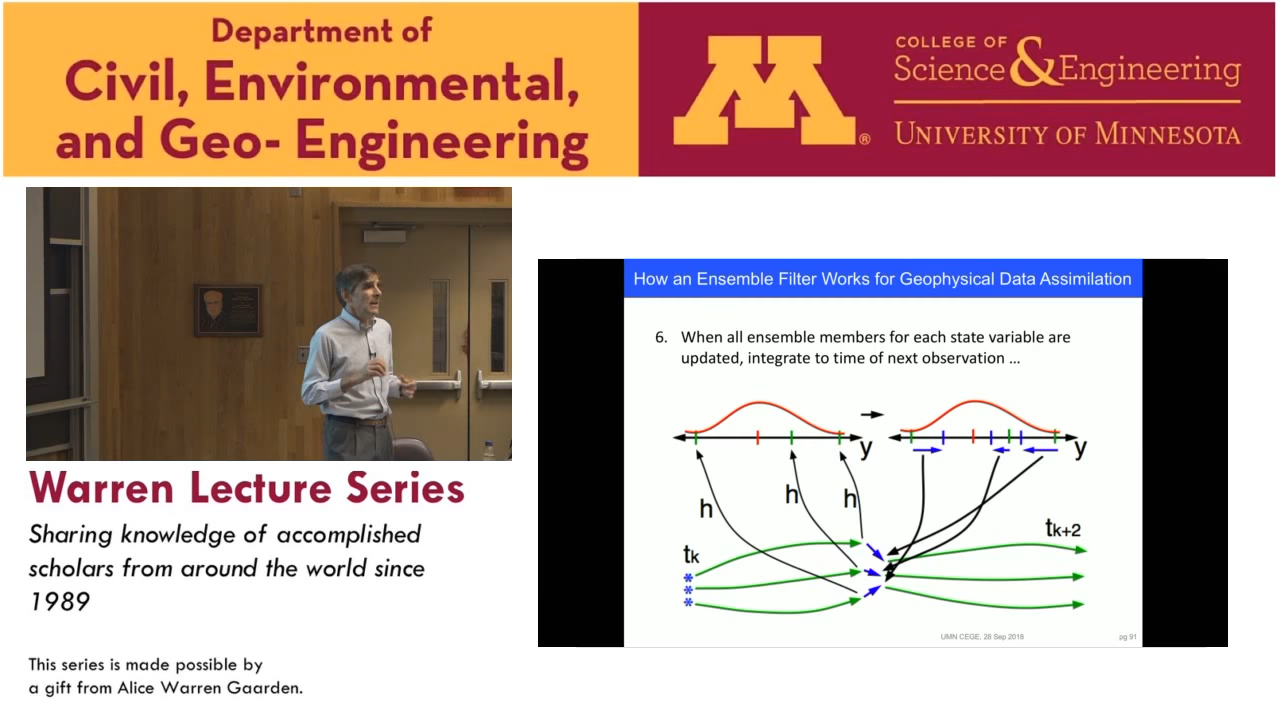 Department of
Civil, Environmental,
and Geo- Engineering
M®
COLLEGE OF
Science & Engineering
UNIVERSITY OF MINNESOTA
Warren Lecture Series
Sharing knowledge of accomplished
scholars from around the world since
1989
This series is made possible by
a gift from Alice Warren Gaarden.
How an Ensemble Filter Works for Geophysical Data Assimilation
6. When all ensemble members for each state variable are
updated, integrate to time of next observation ...
y
y
h
h
h
tk
tk+2
*
*
*
UMN CEGE, 28 Sep 2018
pg 91